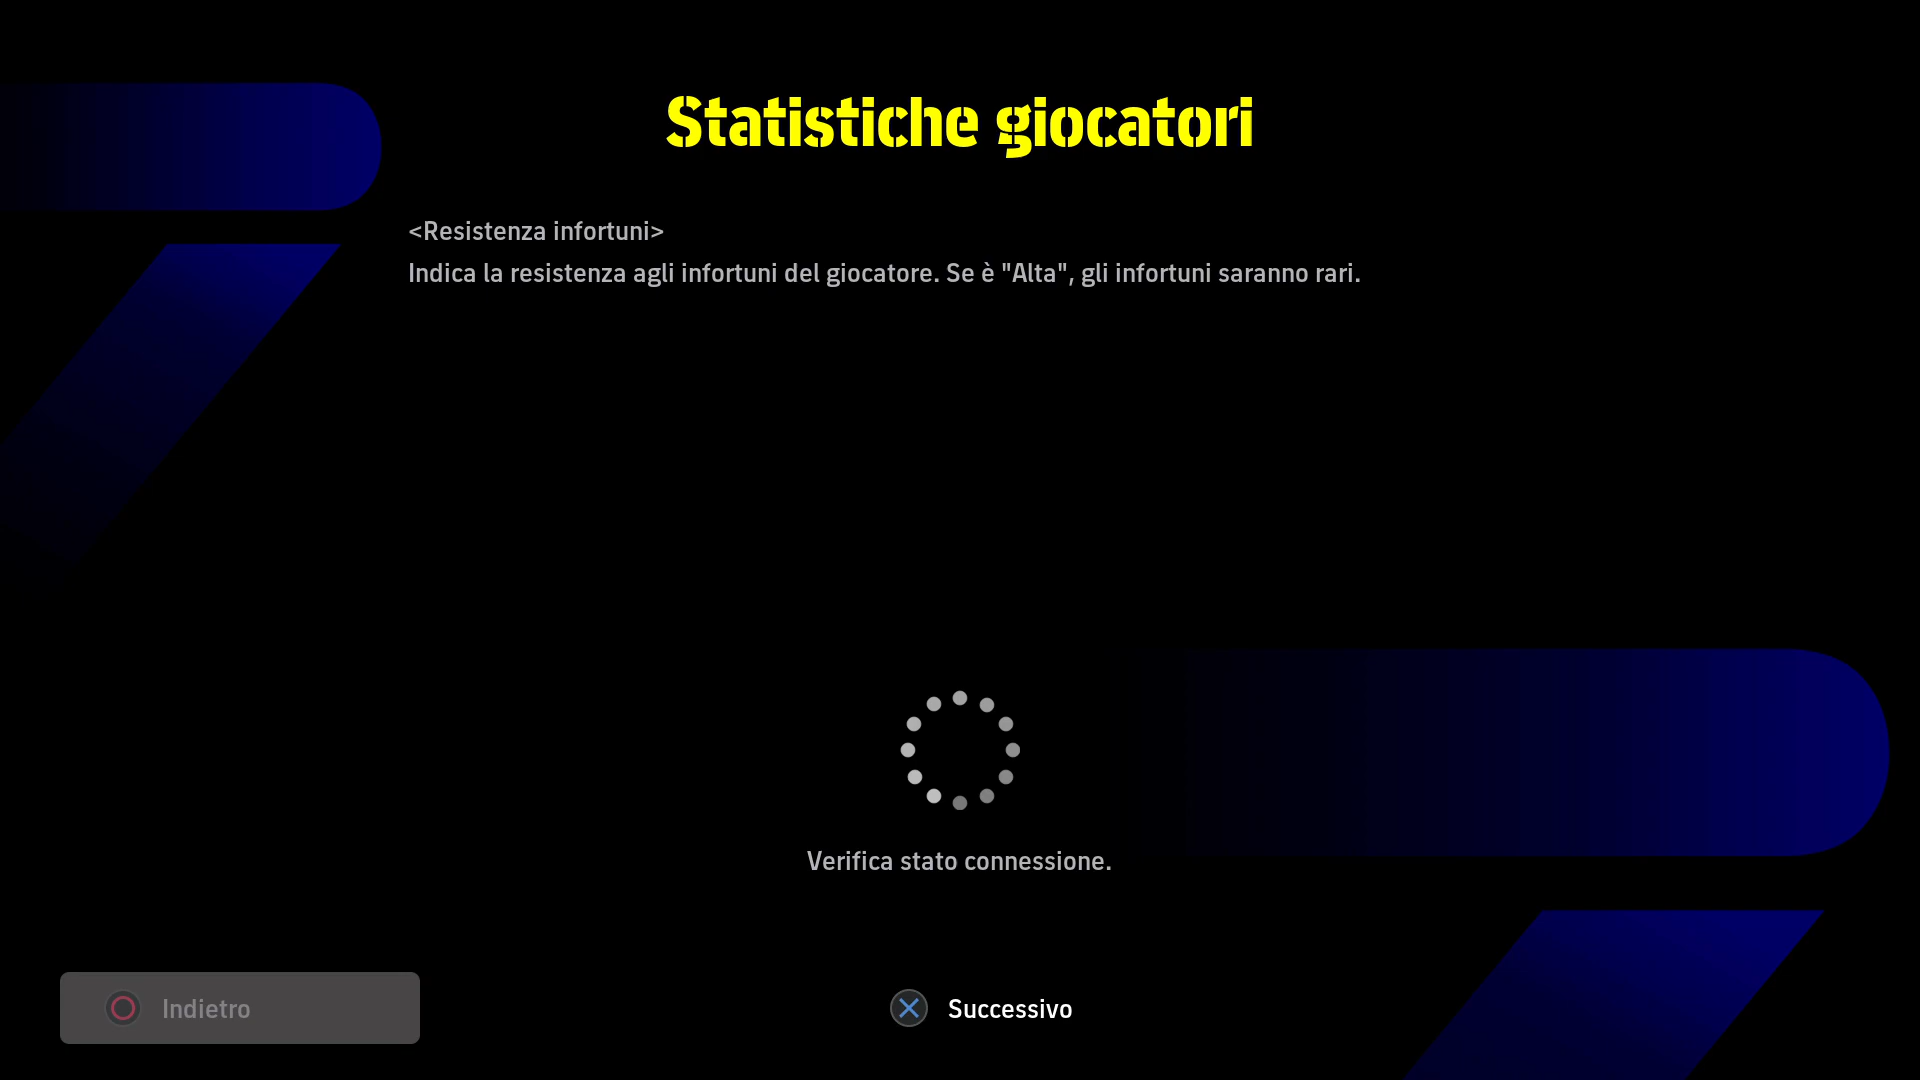 Statistiche giocatori
<Resistenza infortuni>
Indica la resistenza agli infortuni del giocatore. Se è "Alta", gli infortuni saranno rari.
Verifica stato connessione.
Indietro
Successivo